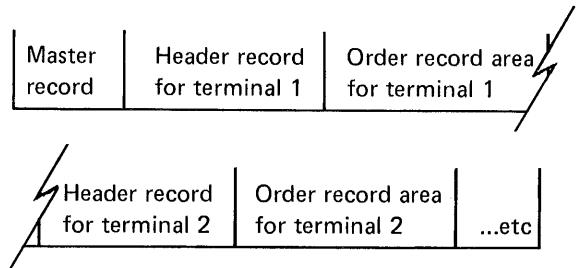 Master
record
Header record
for terminal 1
Order record area
for terminal 1
Header record
for terminal 2
Order record area
for terminal 2
...etc